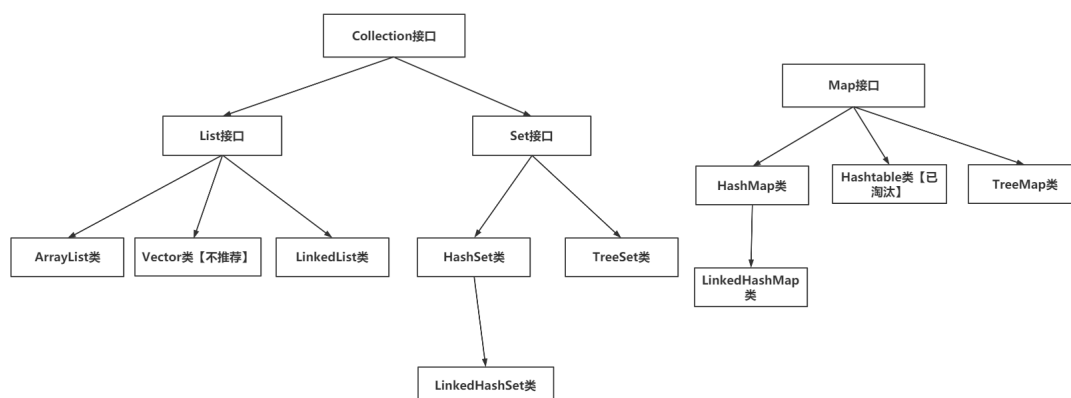 Collection接口
Map接口
List接口
Set接口
HashMap类
Hashtable类【已
淘汰】
TreeMap类
ArrayList类
Vector类【不推荐】
LinkedList类
HashSet类
TreeSet类
LinkedHashMap
类
LinkedHashSet类